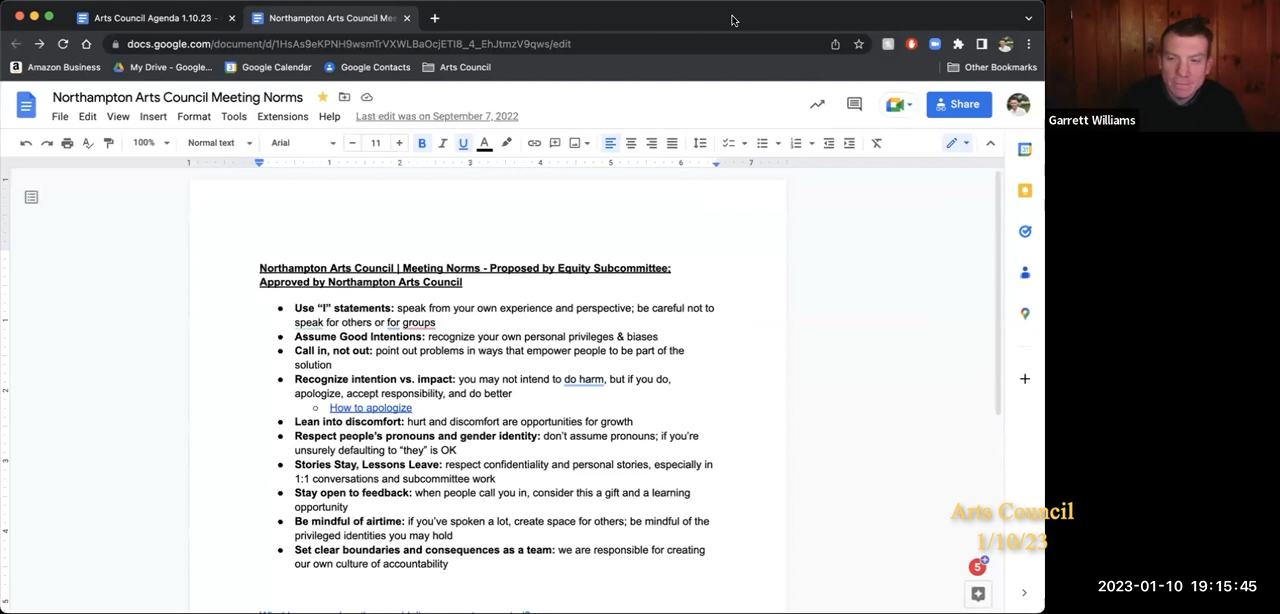 Arts Council Agenda 1.10.23 -
Northampton Arts Council Mee
docs.google.com/document/d/1HsAs9eKPNH9wsmTrVXWLBaOcjETI8_4_EhJtmzV9qws/edit
Amazon Business
My Drive - Google...
Google Calendar
Google Contacts
Arts Council
Other Bookmarks
Northampton Arts Council Meeting Norms
File Edit View Insert Format Tools Extensions Help Last edit was on September 7, 2022
Share
100% Normal text Arial 11
Northampton Arts Council | Meeting Norms - Proposed by Equity Subcommittee;
Approved by Northampton Arts Council
● Use “I” statements: speak from your own experience and perspective; be careful not to
speak for others or for groups
● Assume Good Intentions: recognize your own personal privileges & biases
● Call in, not out: point out problems in ways that empower people to be part of the
solution
● Recognize intention vs. impact: you may not intend to do harm, but if you do,
apologize, accept responsibility, and do better
○ How to apologize
● Lean into discomfort: hurt and discomfort are opportunities for growth
● Respect people’s pronouns and gender identity: don’t assume pronouns; if you’re
unsurely defaulting to “they” is OK
● Stories Stay, Lessons Leave: respect confidentiality and personal stories, especially in
1:1 conversations and subcommittee work
● Stay open to feedback: when people call you in, consider this a gift and a learning
opportunity
● Be mindful of airtime: if you’ve spoken a lot, create space for others; be mindful of the
privileged identities you may hold
● Set clear boundaries and consequences as a team: we are responsible for creating
our own culture of accountability
Garrett Williams
Arts Council
1/10/23
5
2023-01-10 19:15:45